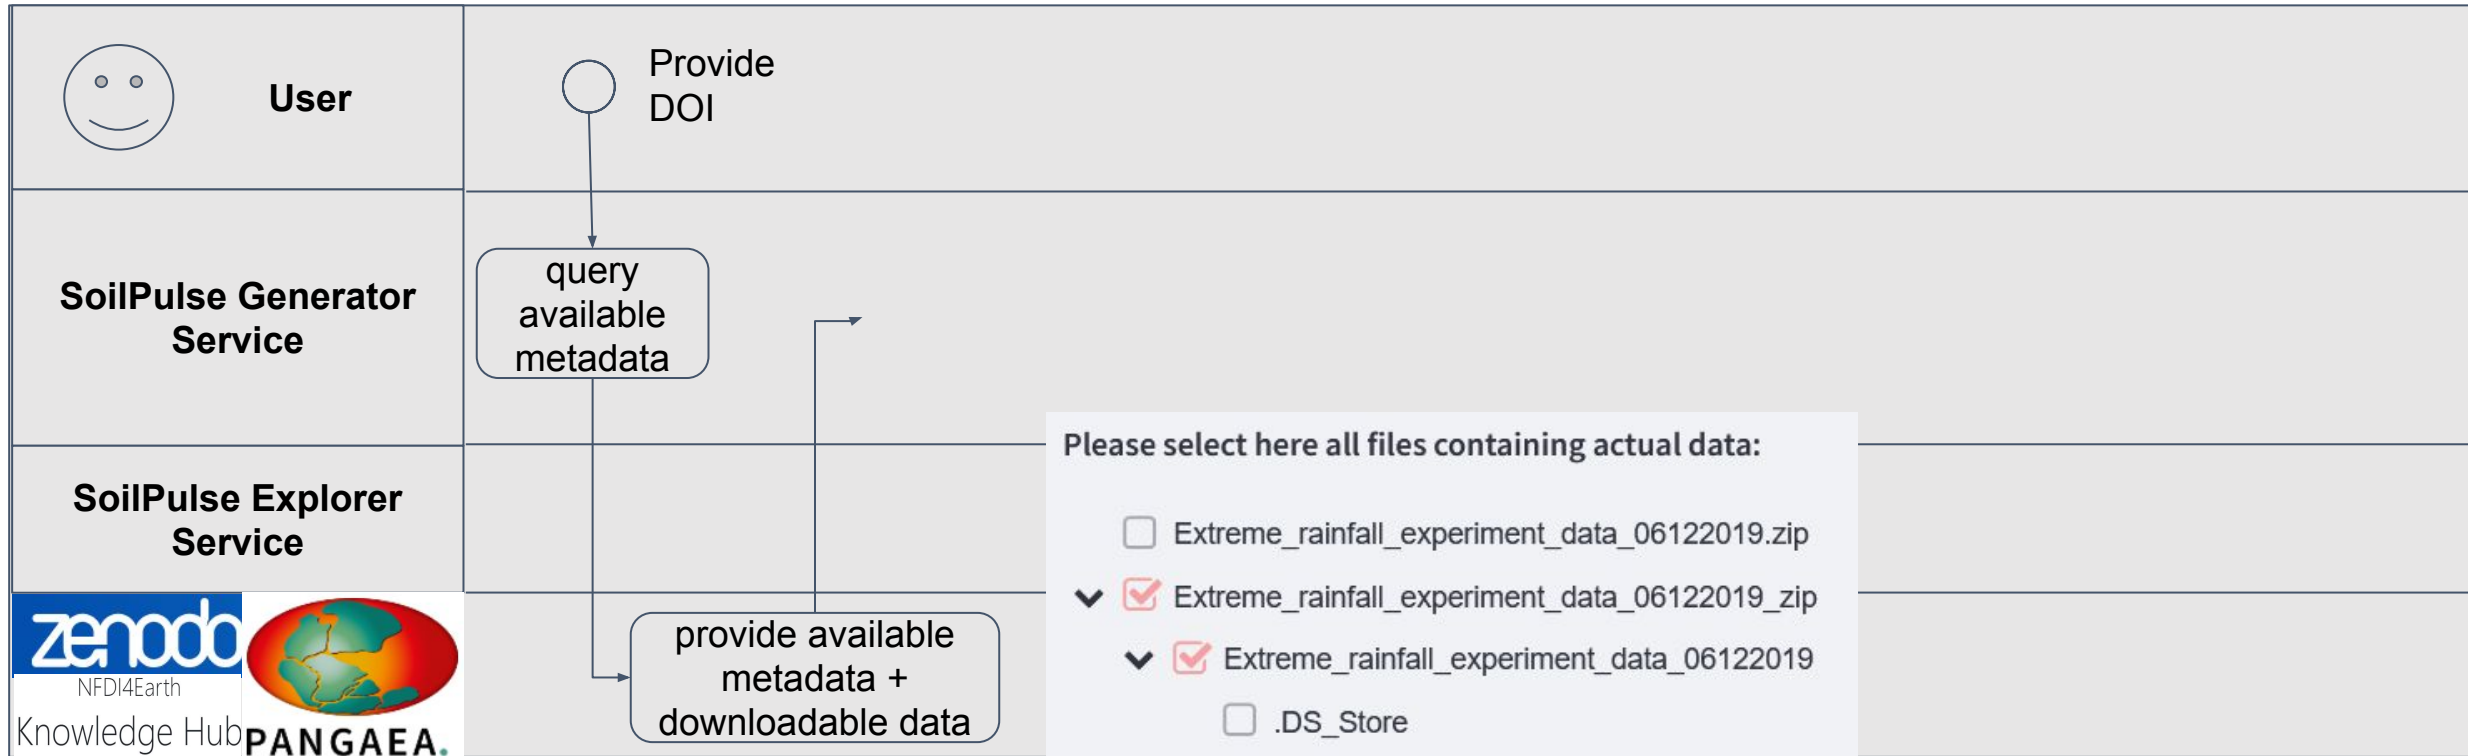 User
Provide
DOI
SoilPulse Generator
Service
query
available
metadata
SoilPulse Explorer
Service
Please select here all files containing actual data:
Extreme_rainfall_experiment_data_06122019.zip
Extreme_rainfall_experiment_data_06122019_zip
Extreme_rainfall_experiment_data_06122019
.DS_Store
zenodo
NFDI4Earth
Knowledge Hub
PANGAEA.
provide available
metadata +
downloadable data